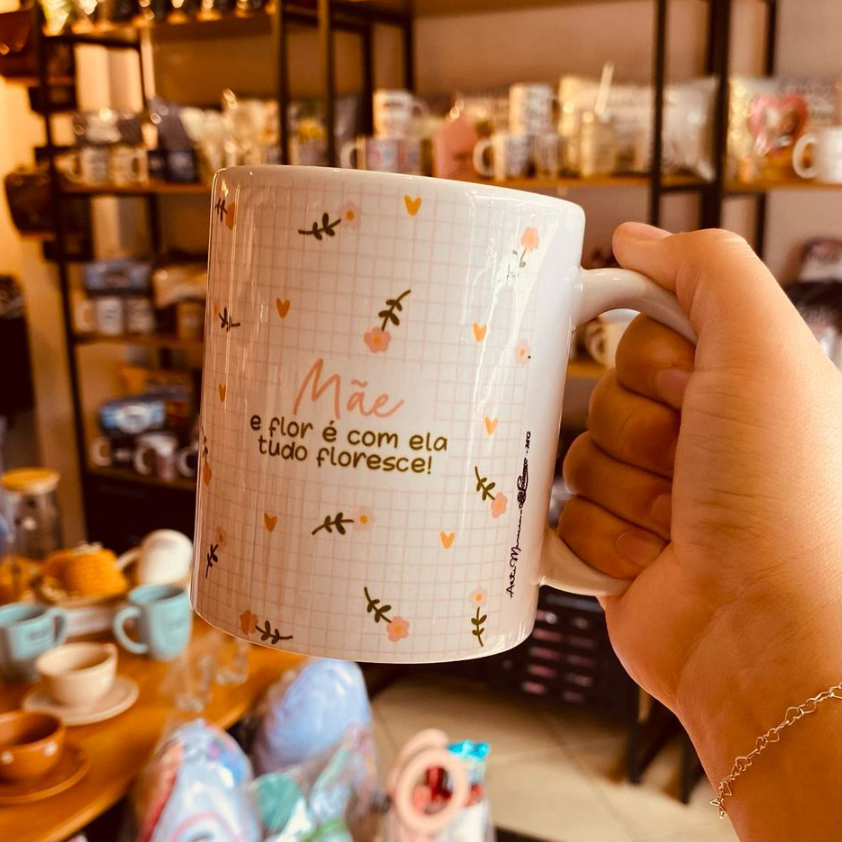 Mãe
e flor é com ela
tudo floresce!